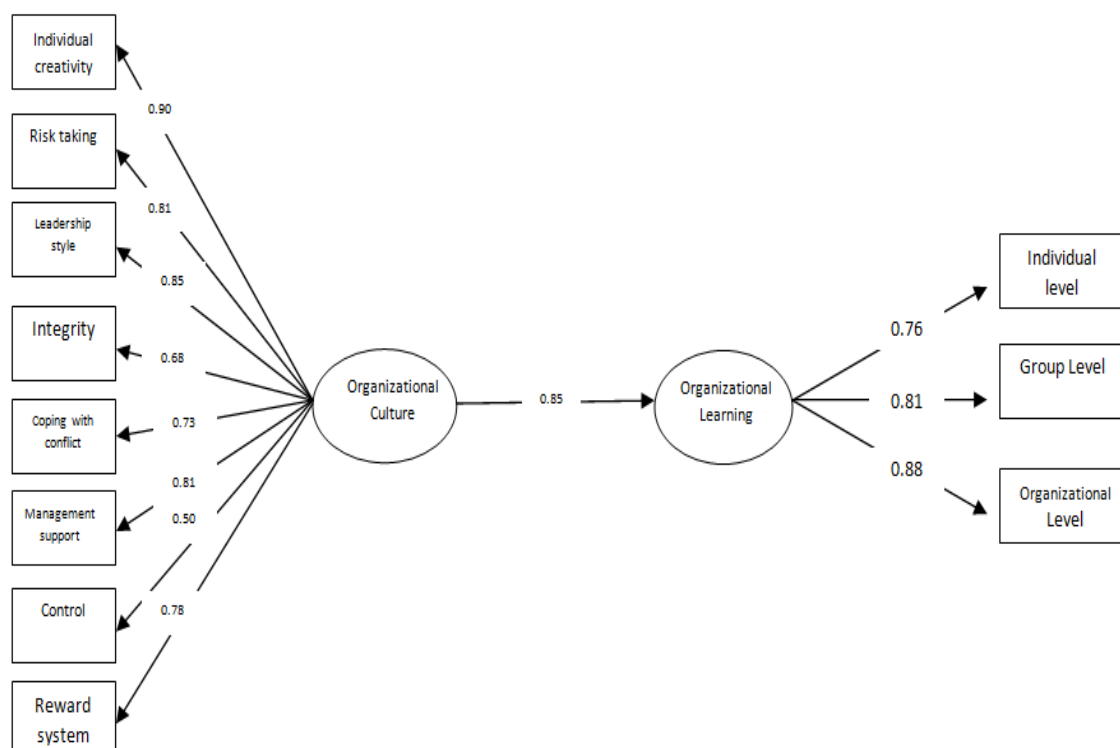 Individual
creativity
0.90
Risk taking
0.81
Leadership
style
0.85
Integrity
0.68
Coping with
conflict
0.73
Management
support
0.81
0.50
Control
0.78
Reward
system
Organizational
Culture
0.85
Organizational
Learning
0.76
0.81
0.88
Individual
level
Group Level
Organizational
Level